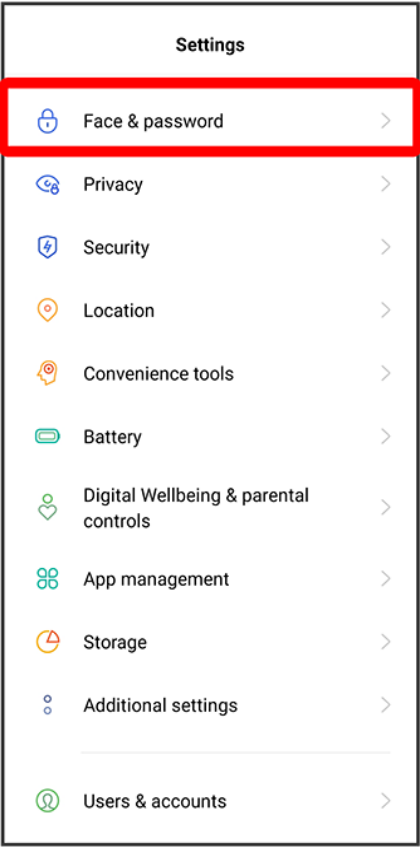 Settings
Face & password
Privacy
Security
Location
Convenience tools
Battery
Digital Wellbeing & parental
controls
App management
Storage
Additional settings
Users & accounts